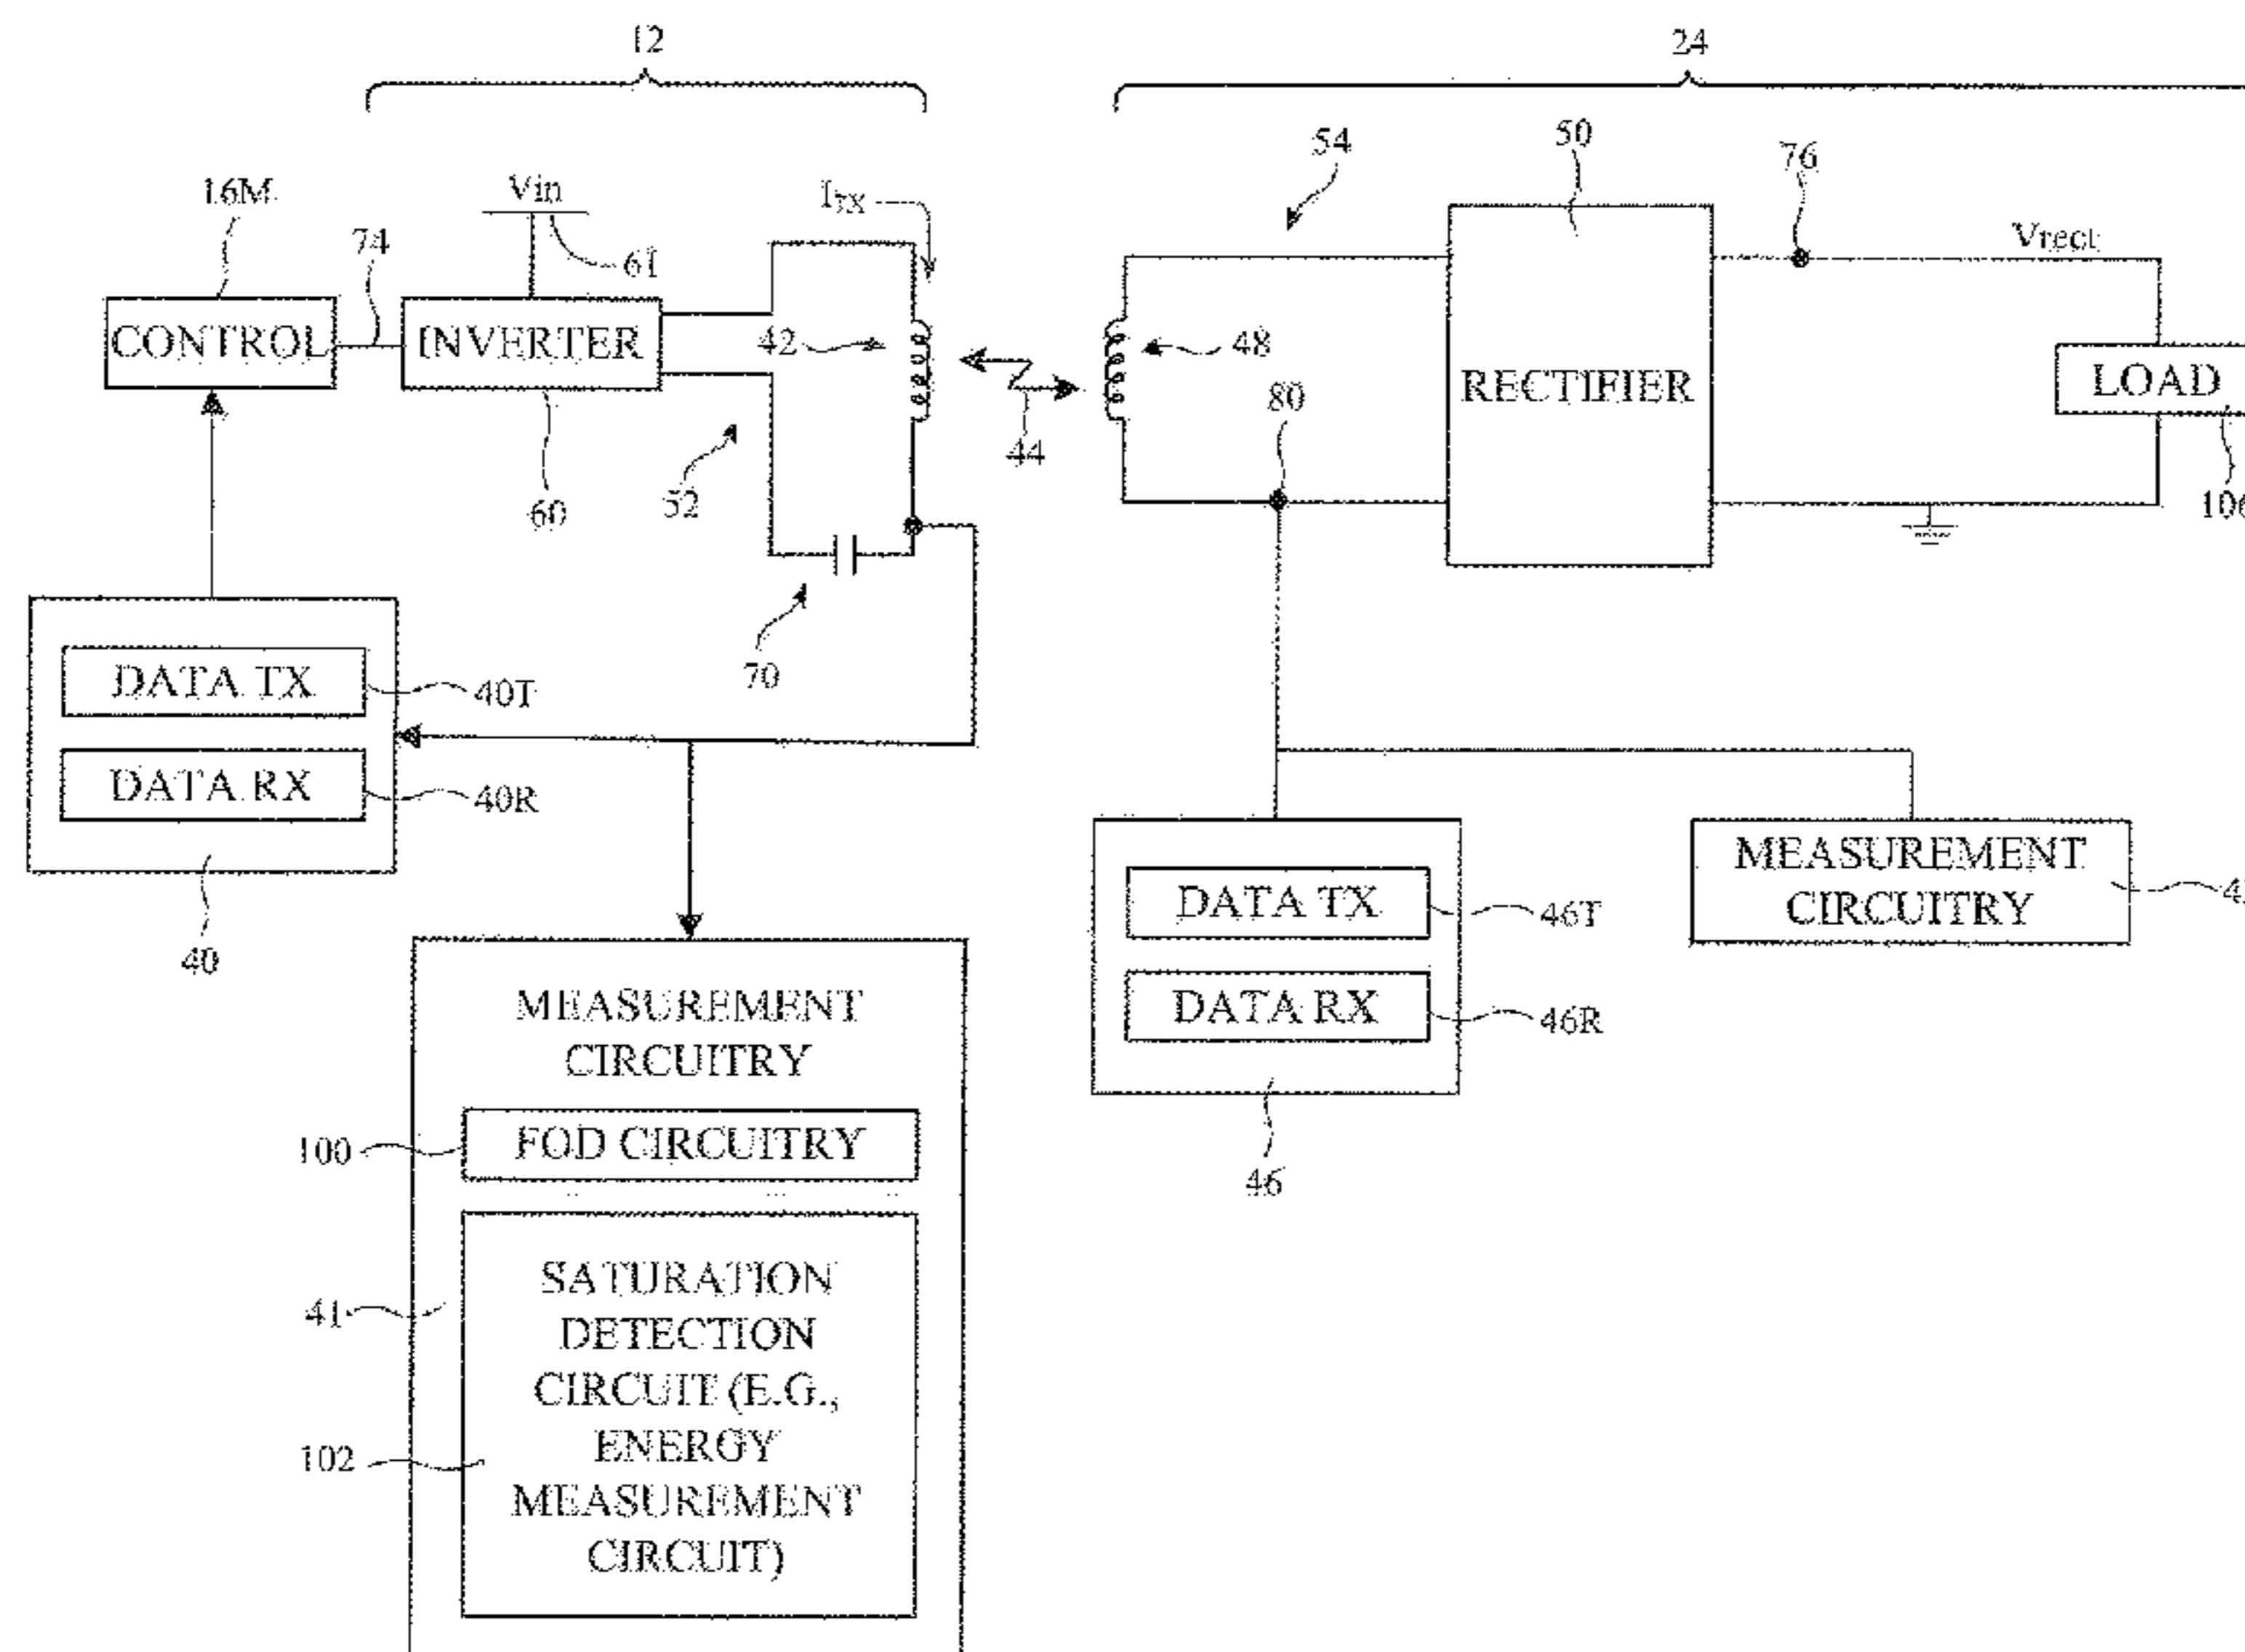 12
24
54
50
76
16M
Vin
I_TX
Vrect
74
61
CONTROL
INVERTER
42
48
RECTIFIER
LOAD
80
44
52
60
106
70
DATA TX
40T
DATA RX
40R
40
MEASUREMENT
CIRCUITRY
DATA TX
46T
DATA RX
46R
46
MEASUREMENT
CIRCUITRY
FOD CIRCUITRY
100
SATURATION
DETECTION
CIRCUIT (E.G.,
ENERGY
MEASUREMENT
CIRCUIT)
41
102